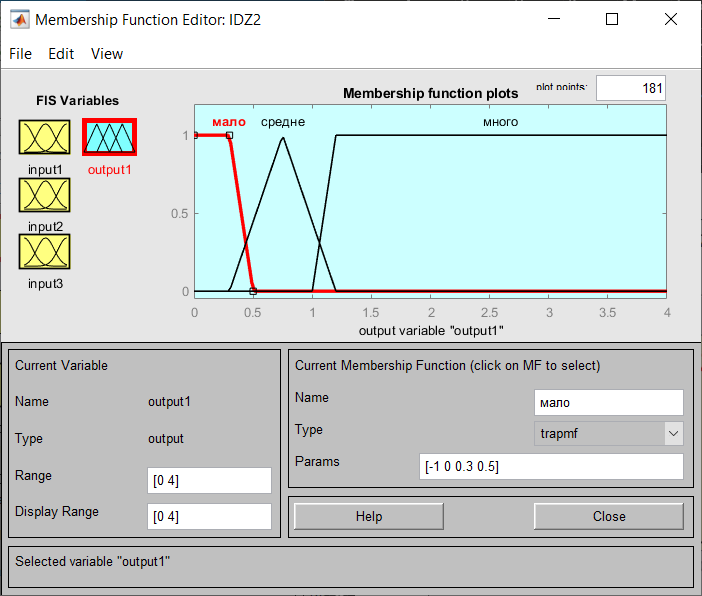 Membership Function Editor: IDZ2
File Edit View
FIS Variables
input1
output1
input2
input3
Membership function plots
plot points:
181
мало
средне
много
1
0.5
0
0 0.5 1 1.5 2 2.5 3 3.5 4
output variable "output1"
Current Variable
Name output1
Type output
Range [0 4]
Display Range [0 4]
Current Membership Function (click on MF to select)
Name мало
Type trapmf
Params [-1 0 0.3 0.5]
Help Close
Selected variable "output1"